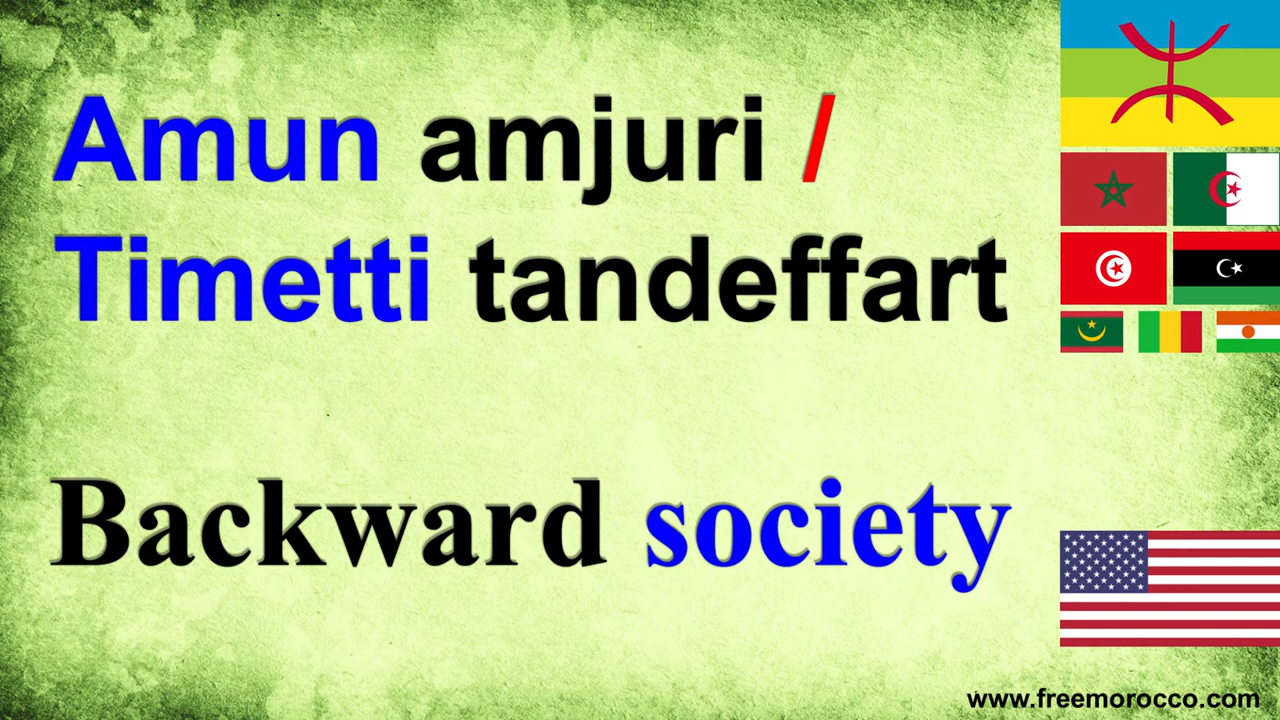 Amun amjuri /
Timetti tandeffart
Backward society
www.freemorocco.com